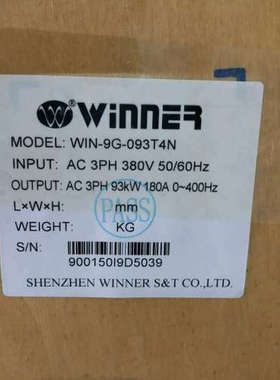 WINNER
MODEL: WIN-9G-093T4N
INPUT: AC 3PH 380V 50/60Hz
OUTPUT: AC 3PH 93kW 180A 0~400Hz
L×W×H: mm
PASS
WEIGHT: KG
S/N:
900150I9D5039
SHENZHEN WINNER S&T CO.,LTD.